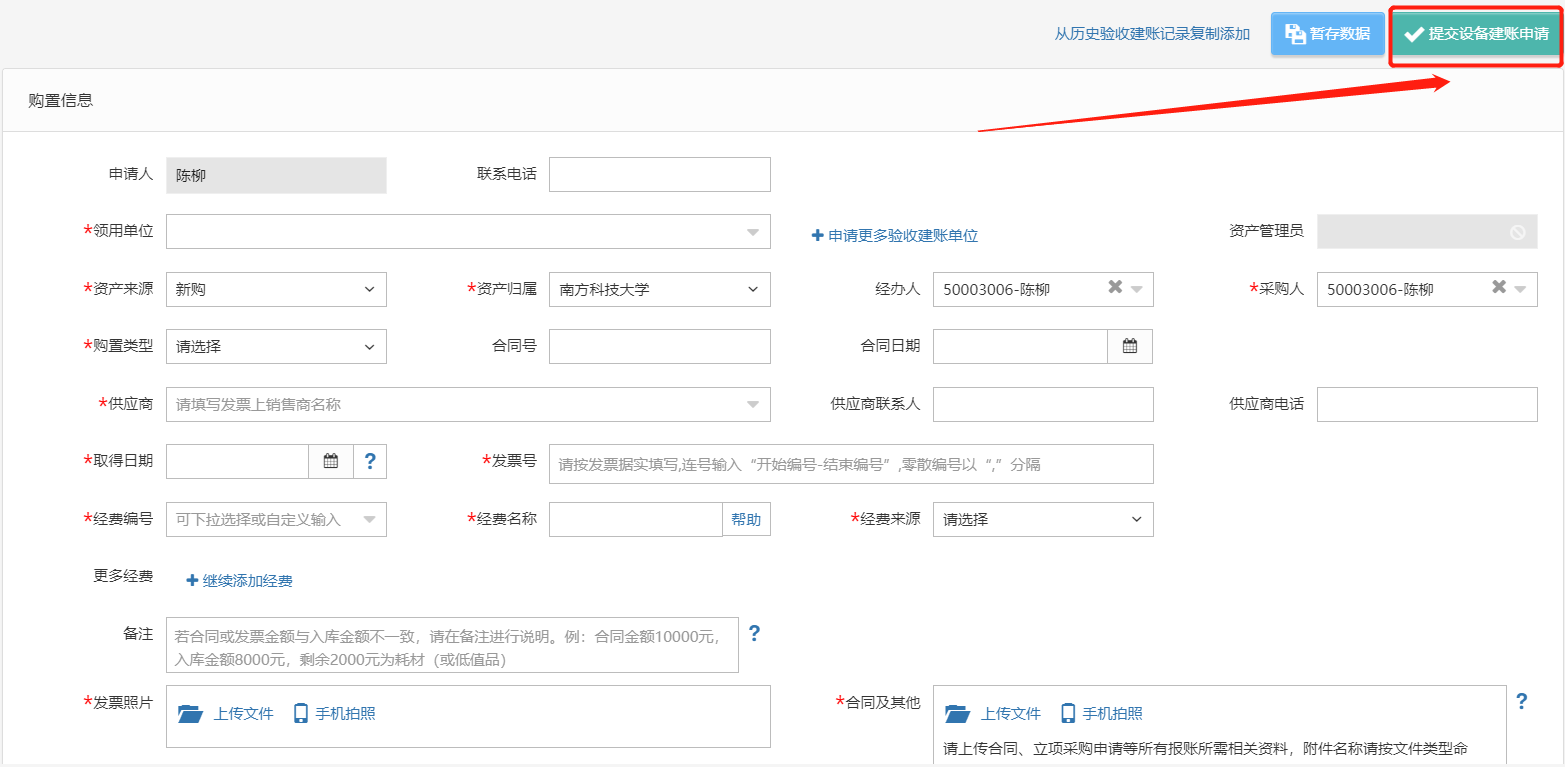 从历史验收建账记录复制添加 暂存数据 提交设备建账申请
购置信息
申请人 陈柳 联系电话
*领用单位 申请更多验收建账单位 资产管理员
*资产来源 新购 *资产归属 南方科技大学 经办人 50003006-陈柳 *采购人 50003006-陈柳
*购置类型 请选择 合同号 合同日期
*供应商 请填写发票上销售商名称 供应商联系人 供应商电话
*取得日期 ? *发票号 请按发票据实填写,连号输入“开始编号-结束编号”,零散编号以“,”分隔
*经费编号 可下拉选择或自定义输入 *经费名称 帮助 *经费来源 请选择
更多经费 继续添加经费
备注 若合同或发票金额与入库金额不一致，请在备注进行说明。例：合同金额10000元， ?
入库金额8000元，剩余2000元为耗材（或低值品）
*发票照片 上传文件 手机拍照 *合同及其他 上传文件 手机拍照 ?
请上传合同、立项采购申请等所有报账所需相关资料，附件名称请按文件类型命